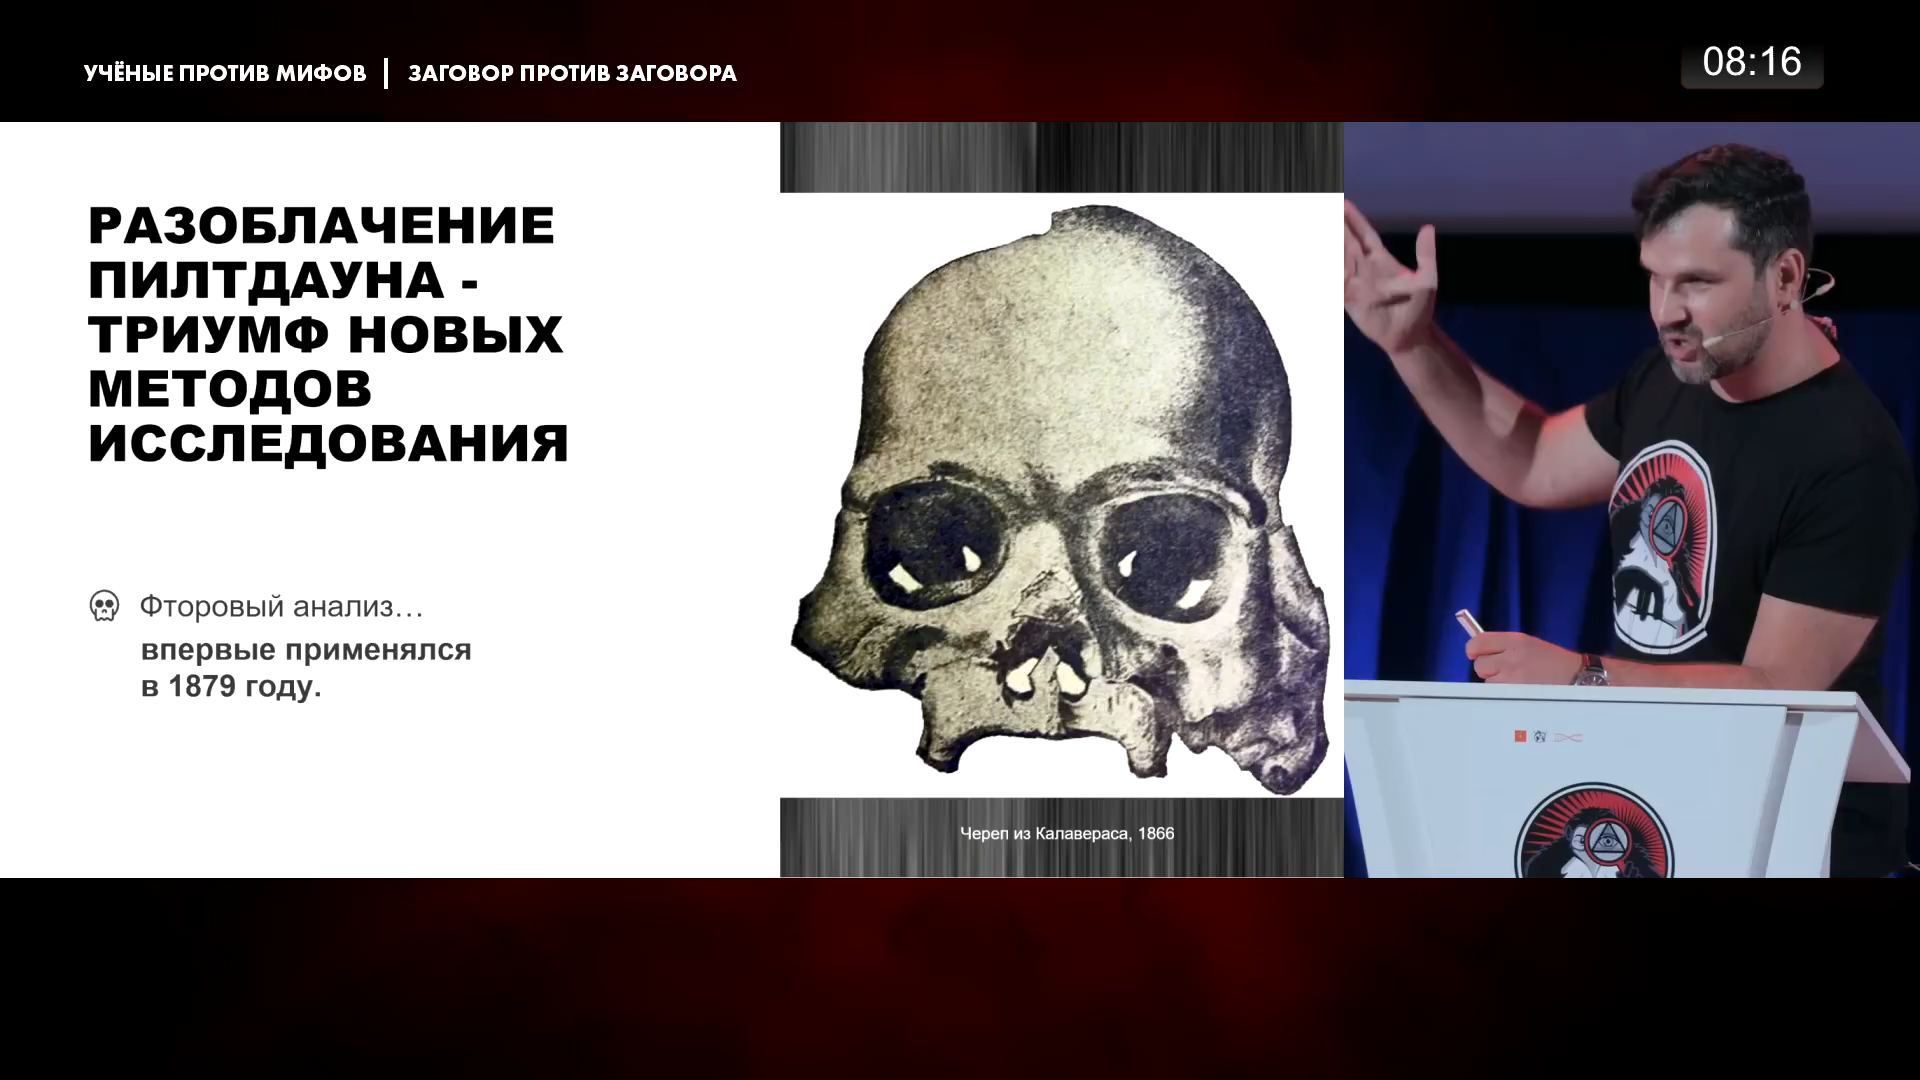 УЧЁНЫЕ ПРОТИВ МИФОВ | ЗАГОВОР ПРОТИВ ЗАГОВОРА
08:16
РАЗОБЛАЧЕНИЕ
ПИЛТДАУНА -
ТРИУМФ НОВЫХ
МЕТОДОВ
ИССЛЕДОВАНИЯ
Фторовый анализ…
впервые применялся
в 1879 году.
Череп из Калавераса, 1866